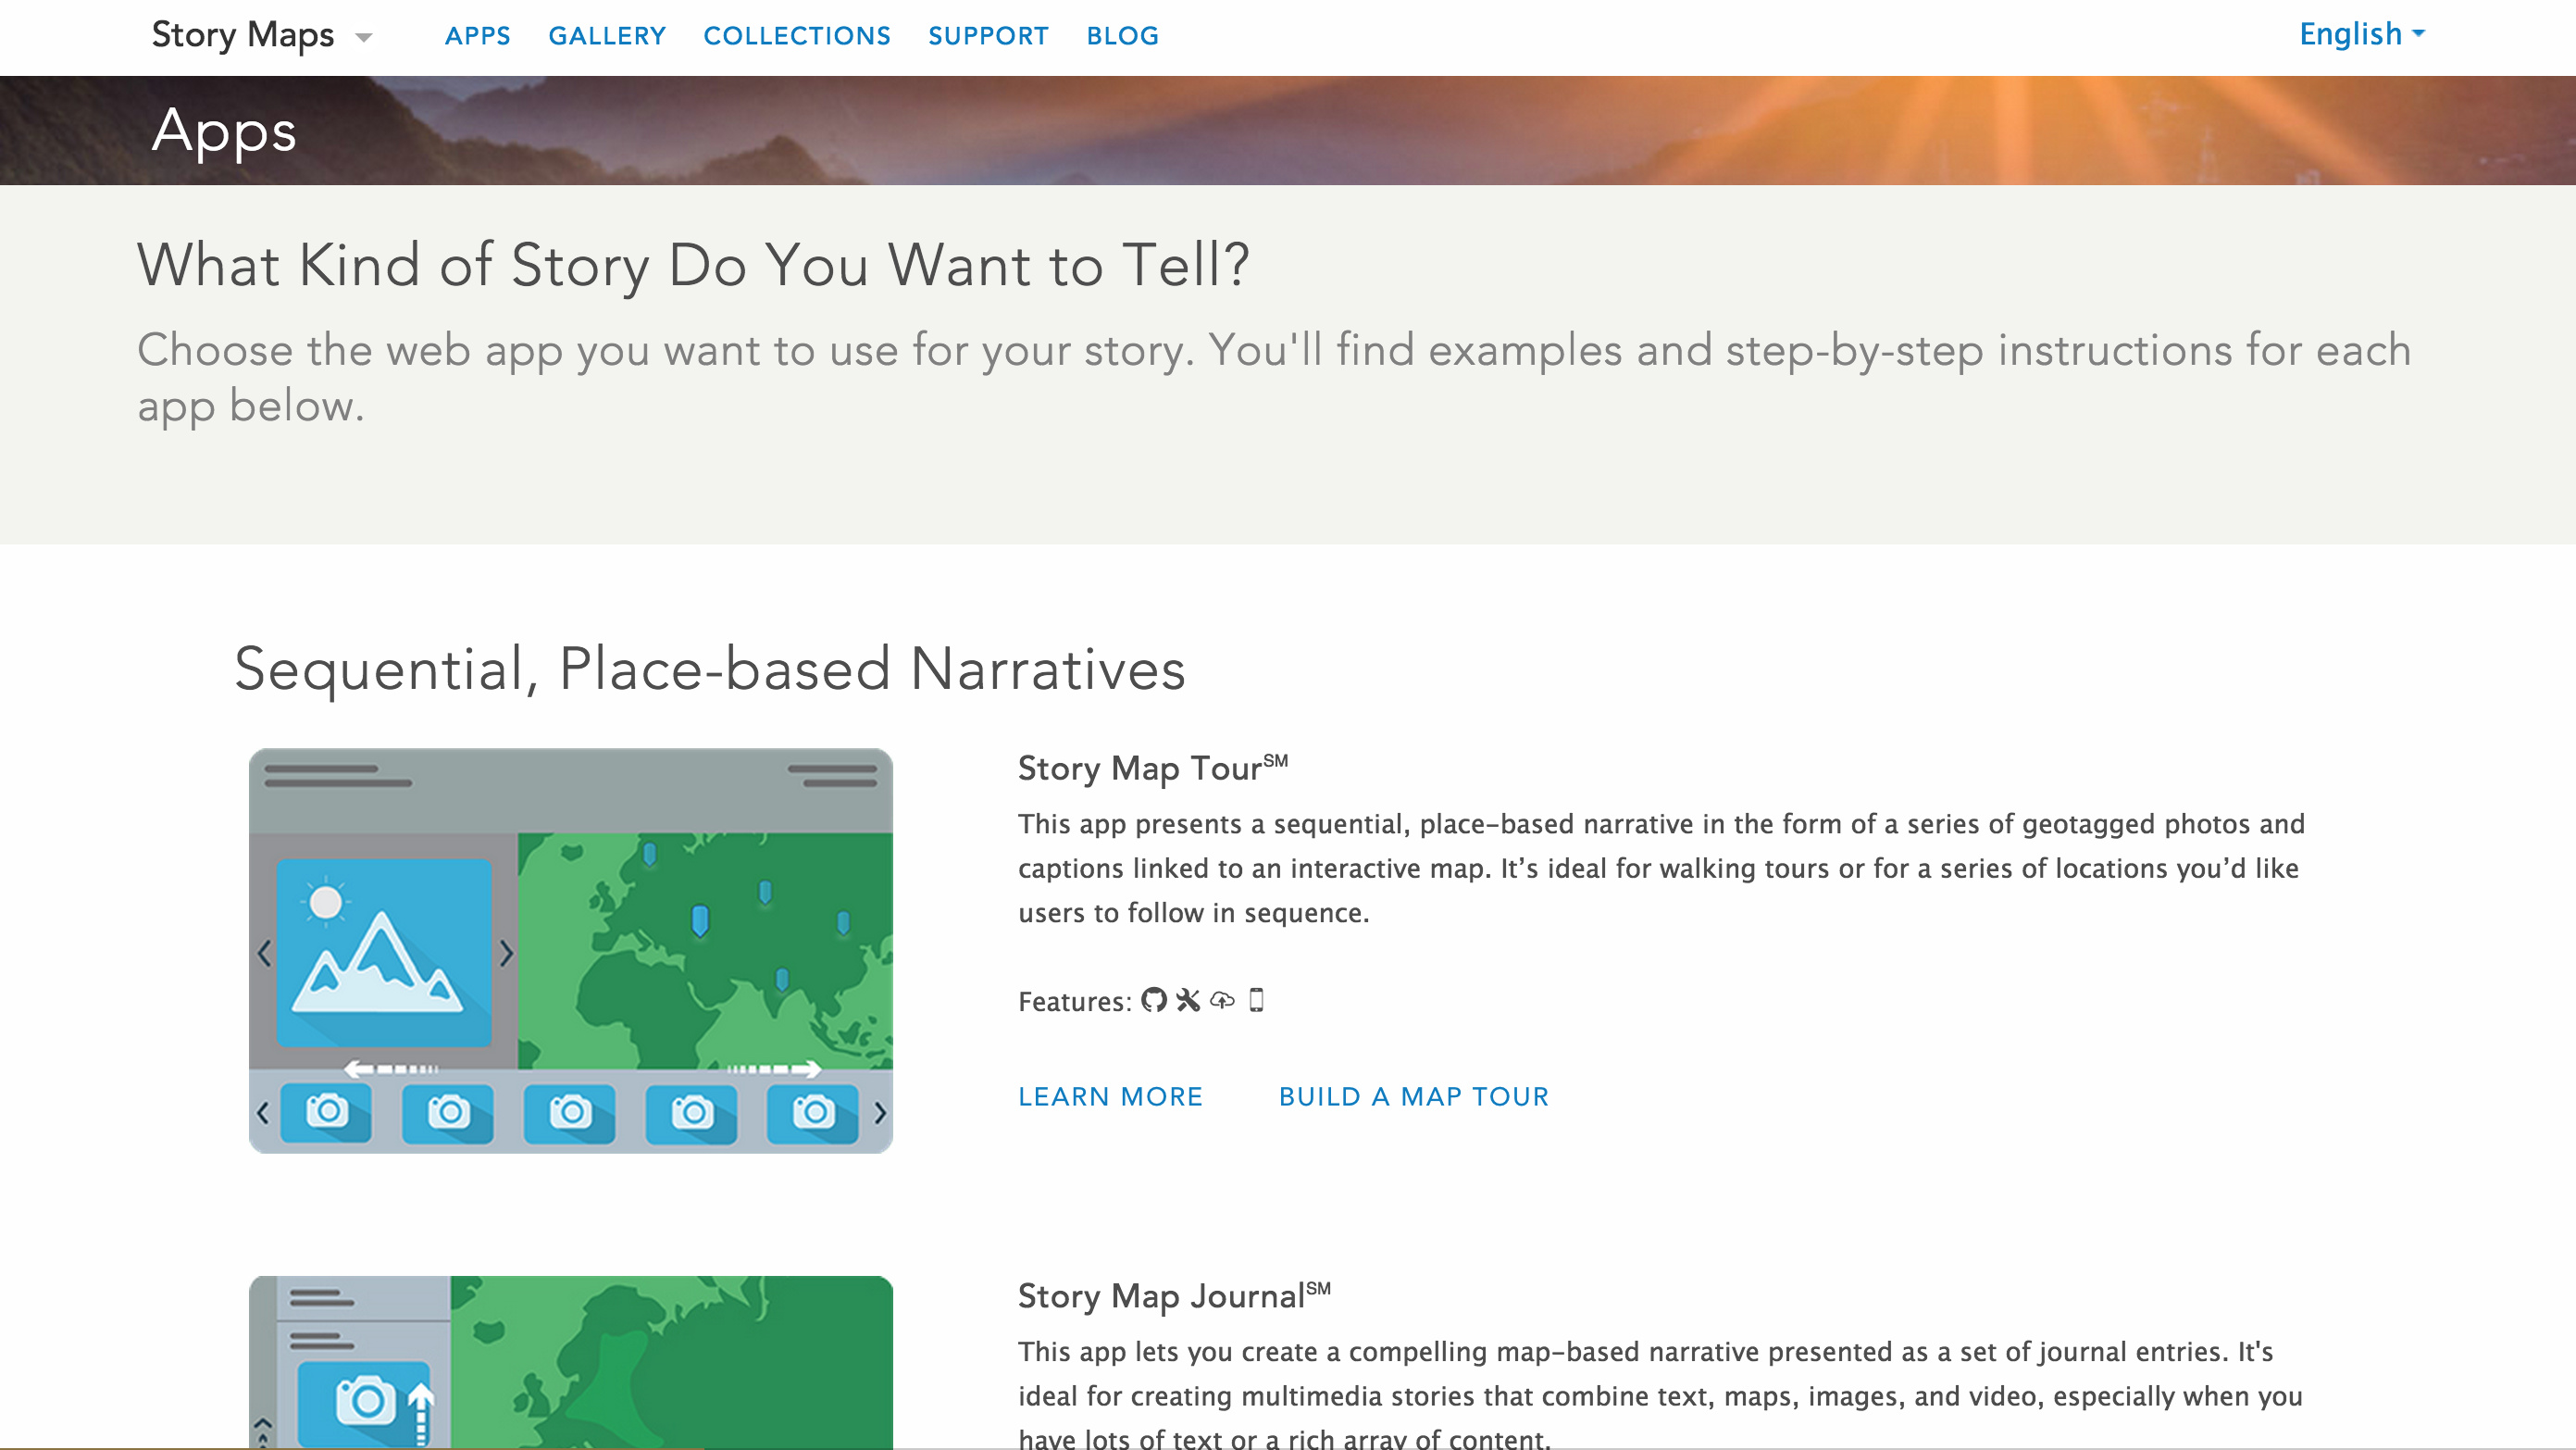 Story Maps APPS GALLERY COLLECTIONS SUPPORT BLOG English
Apps
What Kind of Story Do You Want to Tell?
Choose the web app you want to use for your story. You'll find examples and step-by-step instructions for each
app below.
Sequential, Place-based Narratives
Story Map Tour℠
This app presents a sequential, place–based narrative in the form of a series of geotagged photos and
captions linked to an interactive map. It’s ideal for walking tours or for a series of locations you’d like
users to follow in sequence.
Features:
LEARN MORE BUILD A MAP TOUR
Story Map Journal℠
This app lets you create a compelling map–based narrative presented as a set of journal entries. It's
ideal for creating multimedia stories that combine text, maps, images, and video, especially when you
have lots of text or a rich array of content.